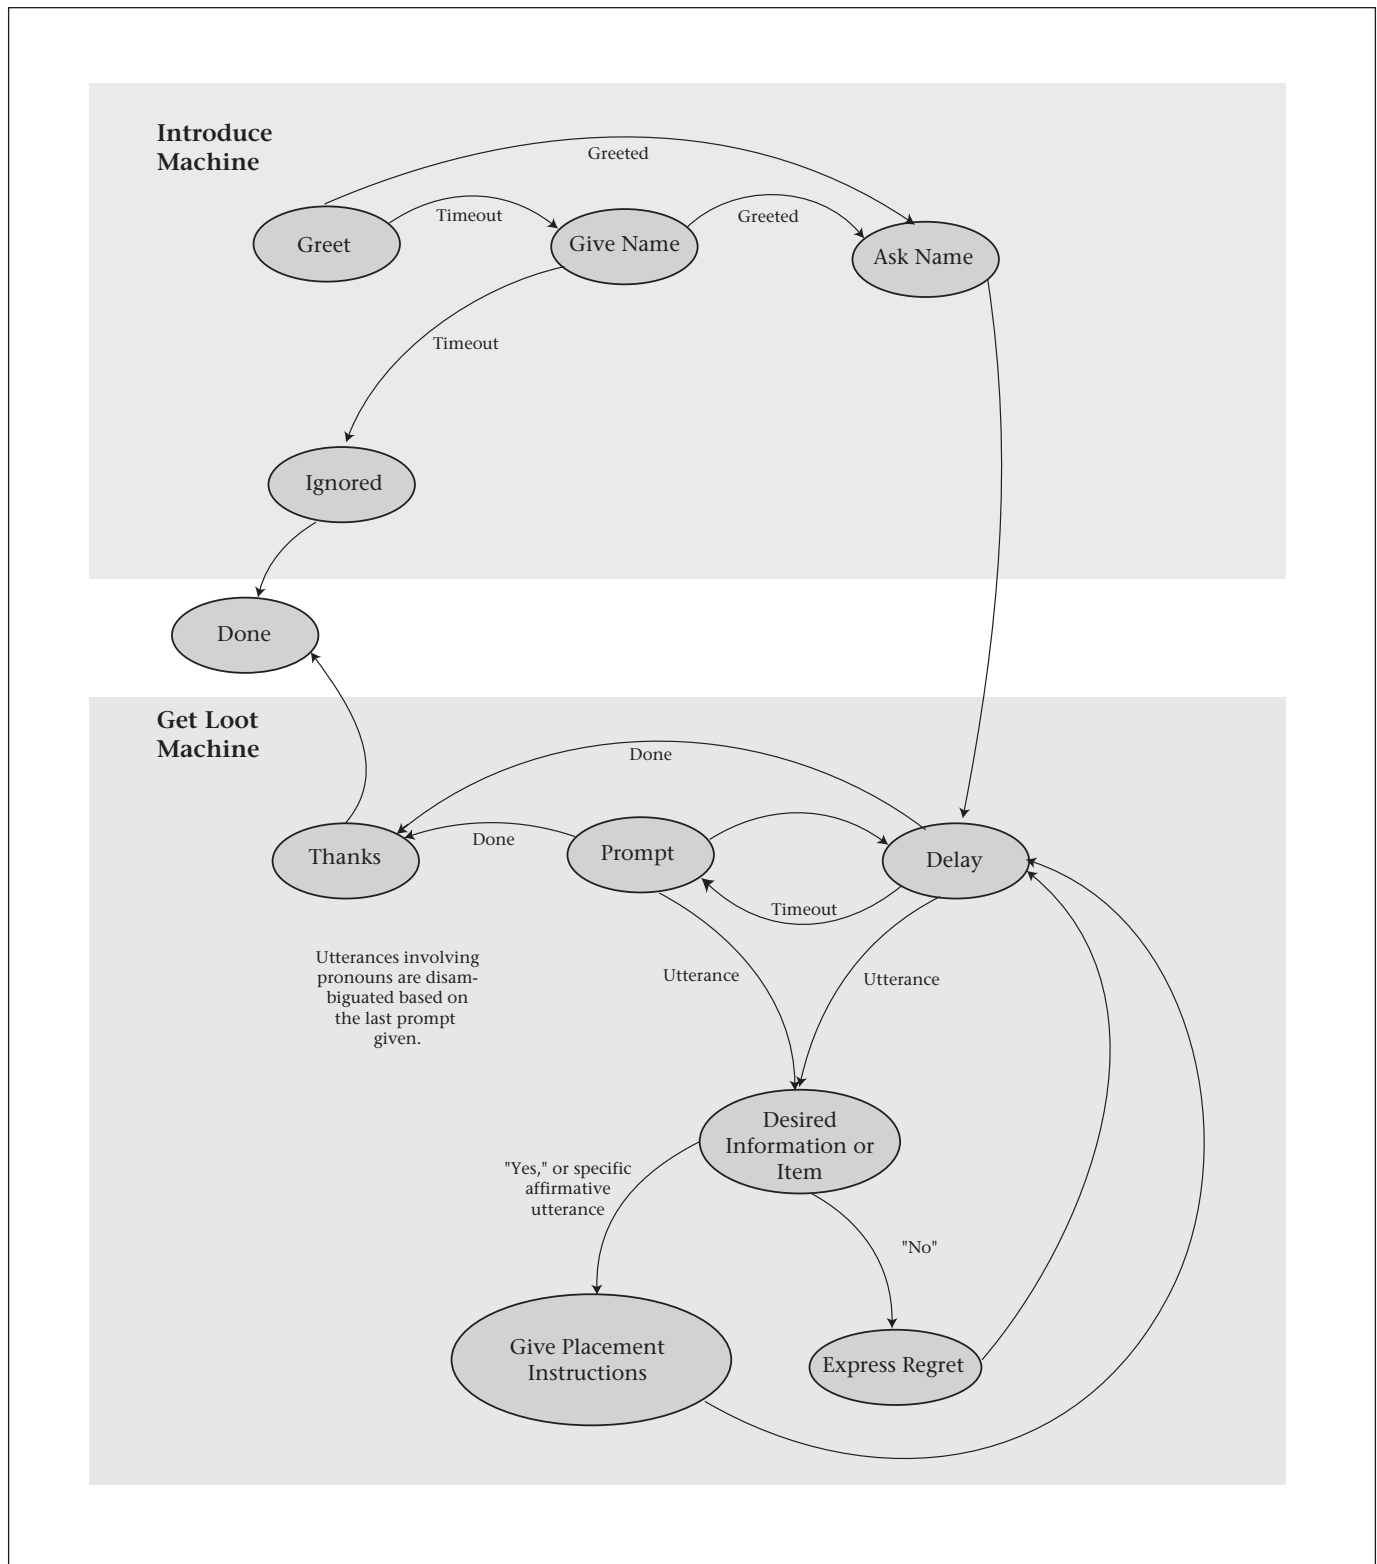 Introduce
Machine
Greeted
Timeout
Greeted
Greet
Give Name
Ask Name
Timeout
Ignored
Done
Get Loot
Machine
Done
Done
Thanks
Prompt
Delay
Timeout
Utterances involving
pronouns are disam-
biguated based on
the last prompt
given.
Utterance
Utterance
Desired
Information or
Item
"Yes," or specific
affirmative
utterance
"No"
Give Placement
Instructions
Express Regret